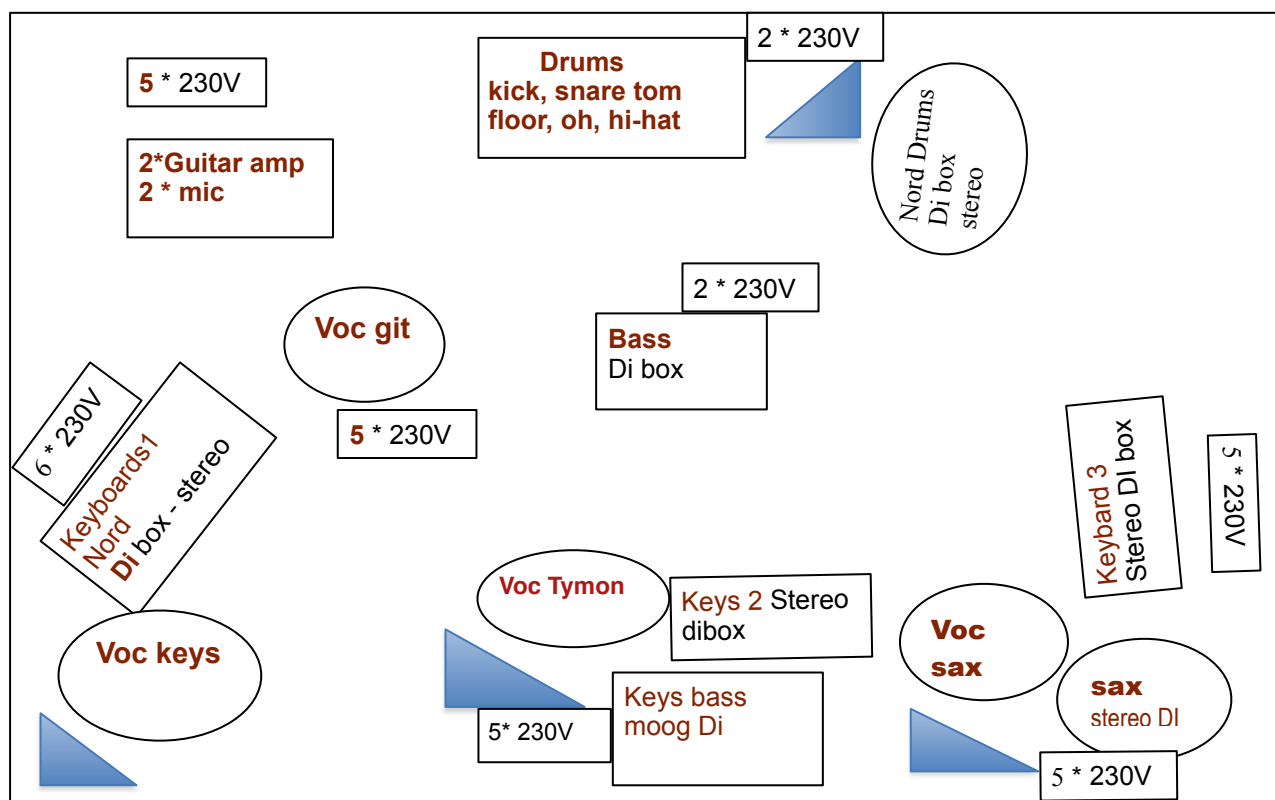 2 * 230V
5 * 230V
Drums
kick, snare tom
floor, oh, hi-hat
2*Guitar amp
2 * mic
Nord Drums
Di box
stereo
2 * 230V
Voc git
Bass
Di box
5 * 230V
6 * 230V
Keyboards1
Nord
Di box - stereo
Keybard 3
Stereo DI box
5 * 230V
Voc Tymon
Keys 2 Stereo
dibox
Voc
sax
Voc keys
sax
stereo DI
Keys bass
moog Di
5* 230V
5 * 230V